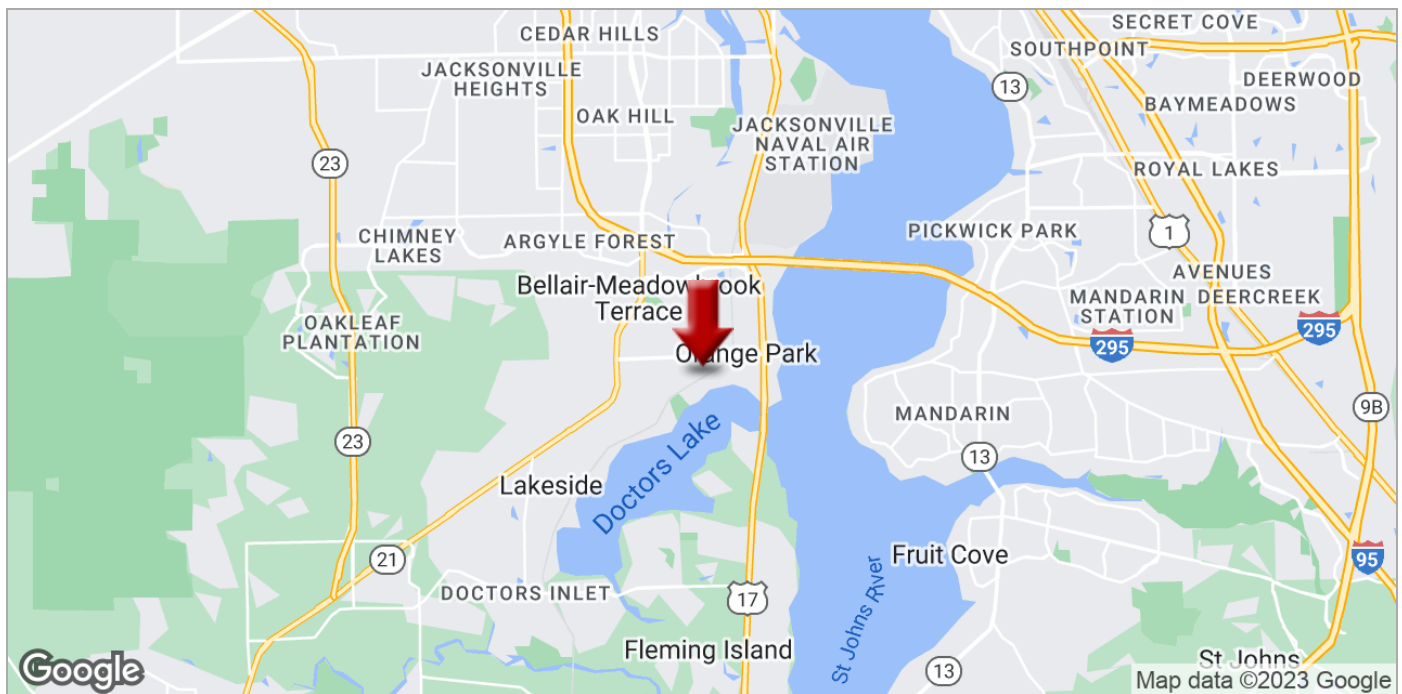 SECRET COVE
CEDAR HILLS
SOUTHPOINT
JACKSONVILLE
HEIGHTS
13
DEERWOOD
BAYMEADOWS
OAK HILL
JACKSONVILLE
NAVAL AIR
STATION
23
ROYAL LAKES
CHIMNEY
LAKES
ARGYLE FOREST
PICKWICK PARK
1
AVENUES
Bellair-Meadowbrook
Terrace
MANDARIN
STATION
DEERCREEK
OAKLEAF
PLANTATION
295
295
Orange Park
MANDARIN
9B
23
13
Doctors Lake
Lakeside
21
Fruit Cove
95
DOCTORS INLET
17
St Johns River
Fleming Island
13
St Johns
Google
Map data ©2023 Google